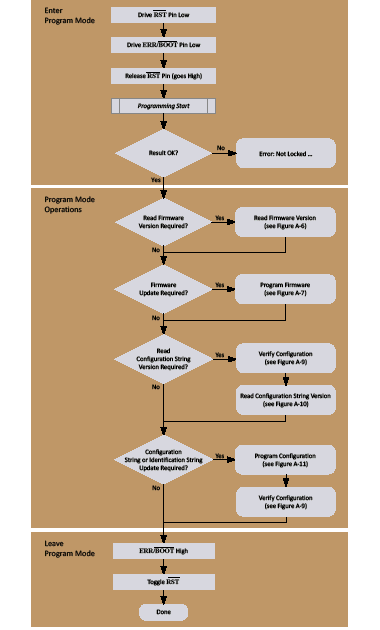 Enter
Program Mode
Drive RST Pin Low
Drive ERR/BOOT Pin Low
Release RST Pin (goes High)
Programming Start
Result OK?
No
Error: Not Locked ...
Yes
Program Mode
Operations
Read Firmware
Version Required?
Yes
Read Firmware Version
(see Figure A-6)
No
Firmware
Update Required?
Yes
Program Firmware
(see Figure A-7)
No
Read
Configuration String
Version Required?
Yes
Verify Configuration
(see Figure A-9)
No
Read Configuration String Version
(see Figure A-10)
Configuration
String or Identification String
Update Required?
Yes
Program Configuration
(see Figure A-11)
No
Verify Configuration
(see Figure A-9)
Leave
Program Mode
ERR/BOOT High
Toggle RST
Done